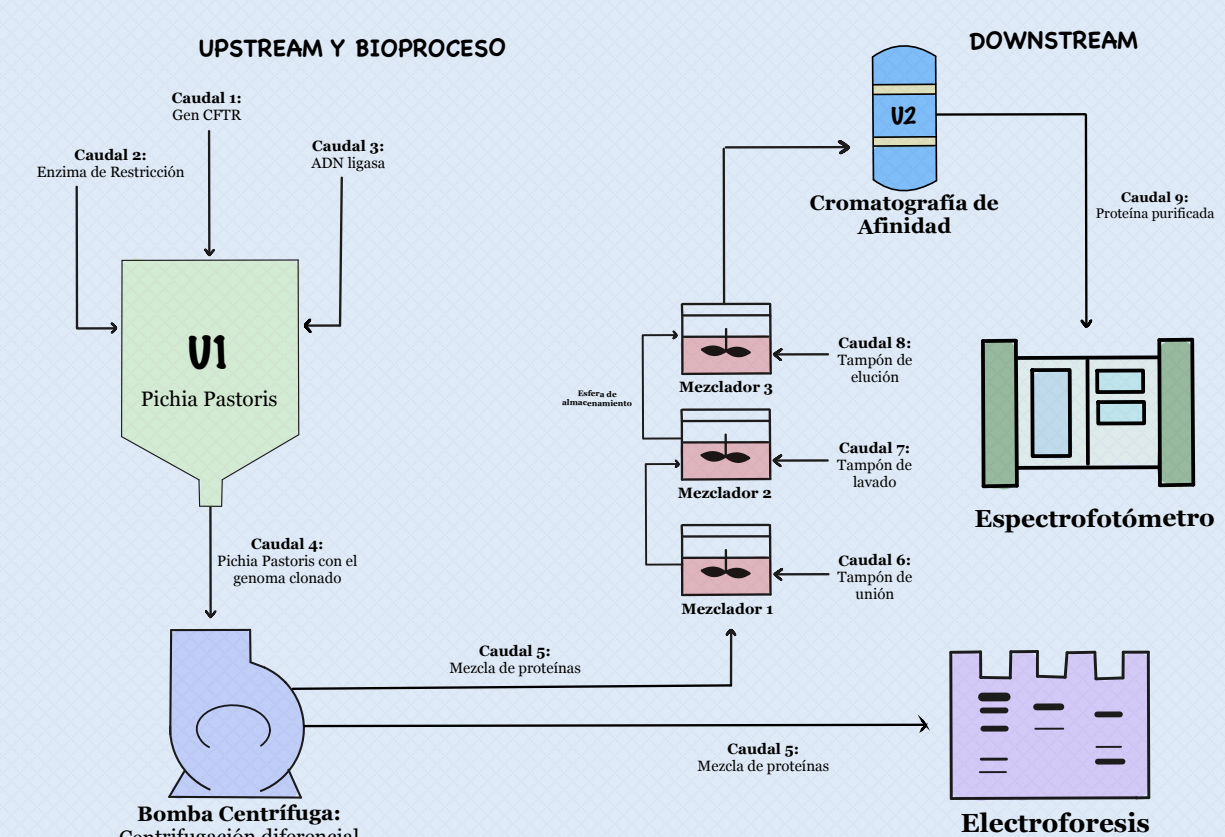 UPSTREAM Y BIOPROCESO
DOWNSTREAM
Caudal 1:
Gen CFTR
Caudal 2:
Enzima de Restricción
Caudal 3:
ADN ligasa
U1
Pichia Pastoris
Caudal 4:
Pichia Pastoris con el
genoma clonado
Bomba Centrífuga:
Centrifugación diferencial
Caudal 5:
Mezcla de proteínas
Caudal 5:
Mezcla de proteínas
Mezclador 1
Caudal 6:
Tampón de
unión
Mezclador 2
Caudal 7:
Tampón de
lavado
Esfera de
almacenamiento
Mezclador 3
Caudal 8:
Tampón de
elución
U2
Cromatografía de
Afinidad
Caudal 9:
Proteína purificada
Espectrofotómetro
Electroforesis